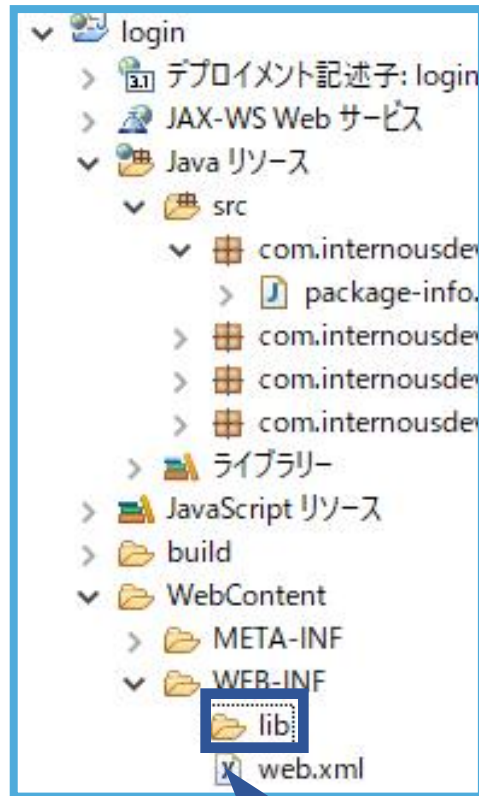 login
3.1 デプロイメント記述子: login
JAX-WS Web サービス
Java リソース
src
com.internousdev
J package-info.
com.internousdev
com.internousdev
com.internousdev
ライブラリー
JavaScript リソース
build
WebContent
META-INF
WEB-INF
lib
X web.xml